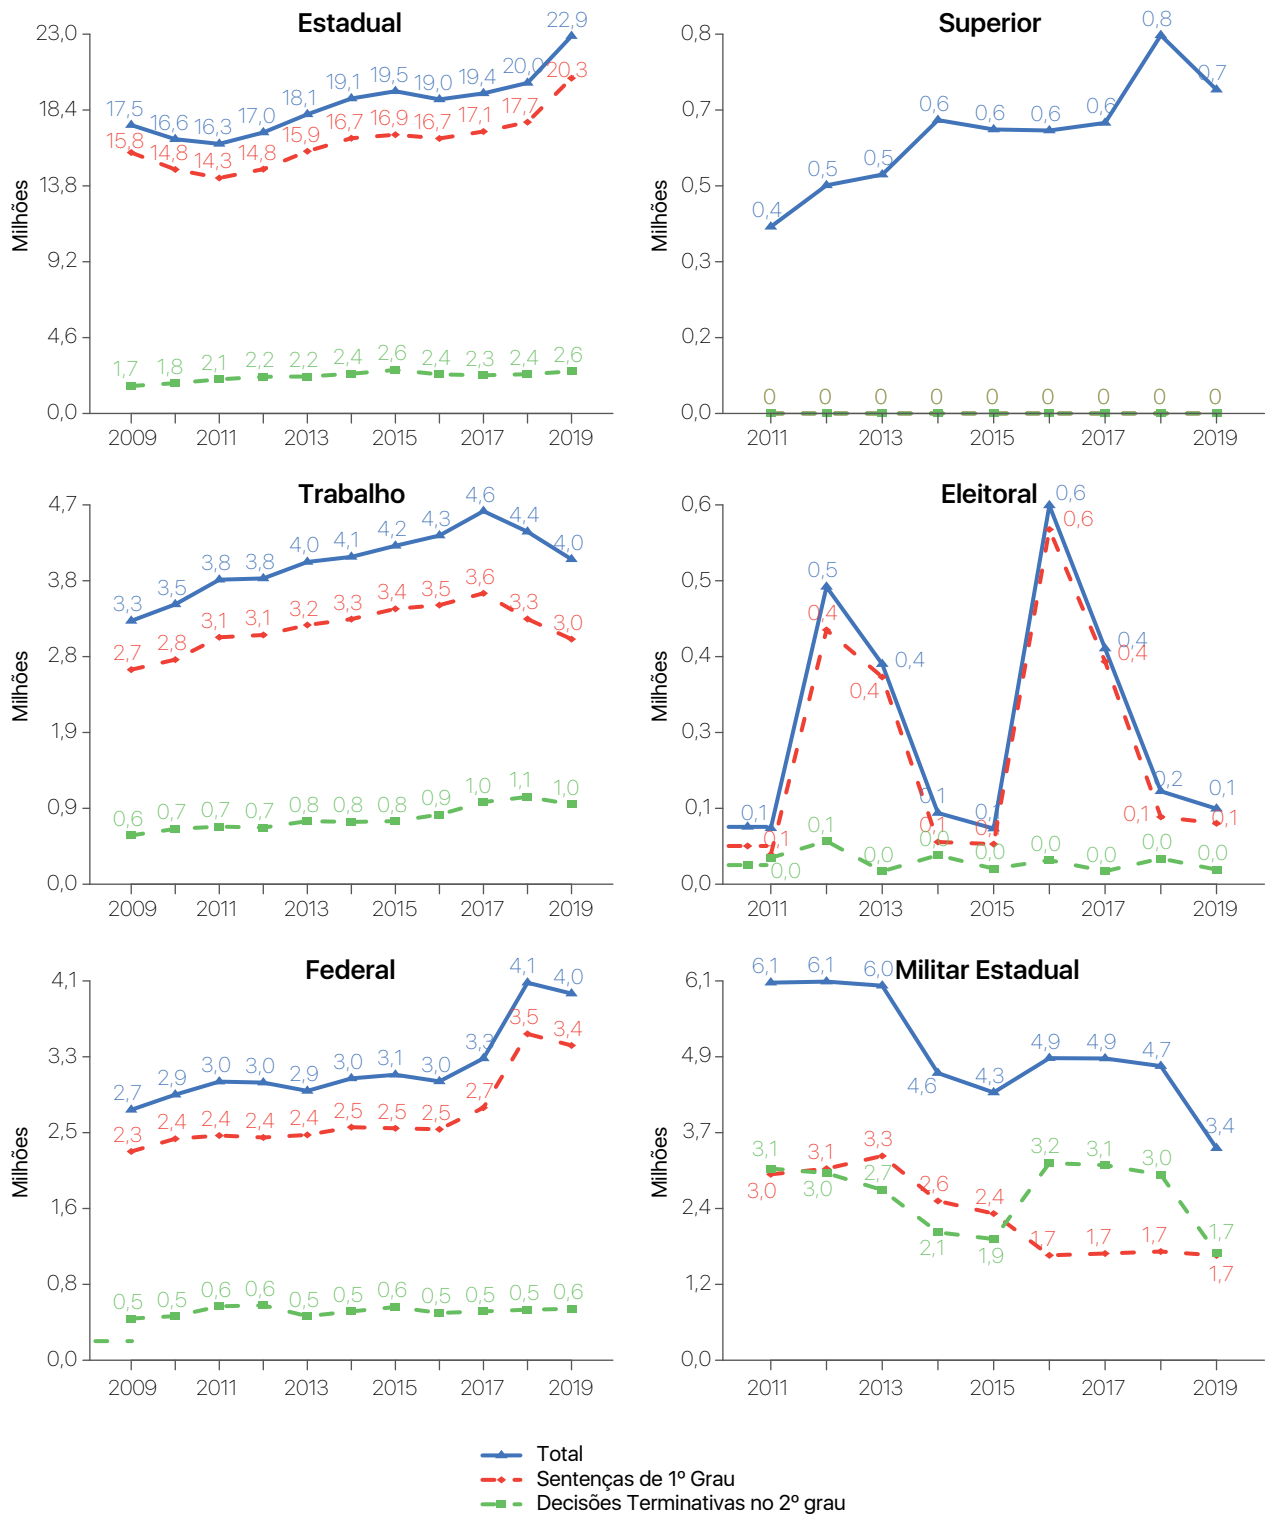 Estadual
Milhões
23,0
18,4
13,8
9,2
4,6
0,0
17,5 16,6 16,3 17,0 18,1 19,1 19,5 19,0 19,4 20,0 22,9
15,8 14,8 14,3 14,8 15,9 16,7 16,9 16,7 17,1 17,7 20,3
1,7 1,8 2,1 2,2 2,2 2,4 2,6 2,4 2,3 2,4 2,6
2009 2011 2013 2015 2017 2019
Superior
Milhões
0,8
0,7
0,5
0,3
0,2
0,0
0,4 0,5 0,5 0,6 0,6 0,6 0,6 0,8 0,7
0 0 0 0 0 0 0 0 0
2011 2013 2015 2017 2019
Trabalho
Milhões
4,7
3,8
2,8
1,9
0,9
0,0
3,3 3,5 3,8 3,8 4,0 4,1 4,2 4,3 4,6 4,4 4,0
2,7 2,8 3,1 3,1 3,2 3,3 3,4 3,5 3,6 3,3 3,0
0,6 0,7 0,7 0,7 0,8 0,8 0,8 0,9 1,0 1,1 1,0
2009 2011 2013 2015 2017 2019
Eleitoral
Milhões
0,6
0,5
0,4
0,3
0,1
0,0
0,1 0,5 0,4 0,1 0,1 0,6 0,4 0,2 0,1
0,1 0,4 0,4 0,1 0,1 0,6 0,4 0,1 0,1
0,0 0,1 0,0 0,0 0,0 0,0 0,0 0,0 0,0
2011 2013 2015 2017 2019
Federal
Milhões
4,1
3,3
2,5
1,6
0,8
0,0
2,7 2,9 3,0 3,0 2,9 3,0 3,1 3,0 3,3 4,1 4,0
2,3 2,4 2,4 2,4 2,4 2,5 2,5 2,5 2,7 3,5 3,4
0,5 0,5 0,6 0,6 0,5 0,5 0,6 0,5 0,5 0,5 0,6
2009 2011 2013 2015 2017 2019
Militar Estadual
Milhões
6,1
4,9
3,7
2,4
1,2
0,0
6,1 6,1 6,0 4,6 4,3 4,9 4,9 4,7 3,4
3,0 3,1 3,3 2,6 2,4 1,7 1,7 1,7 1,7
3,1 3,0 2,7 2,1 1,9 3,2 3,1 3,0 1,7
2011 2013 2015 2017 2019
Total
Sentenças de 1º Grau
Decisões Terminativas no 2º grau